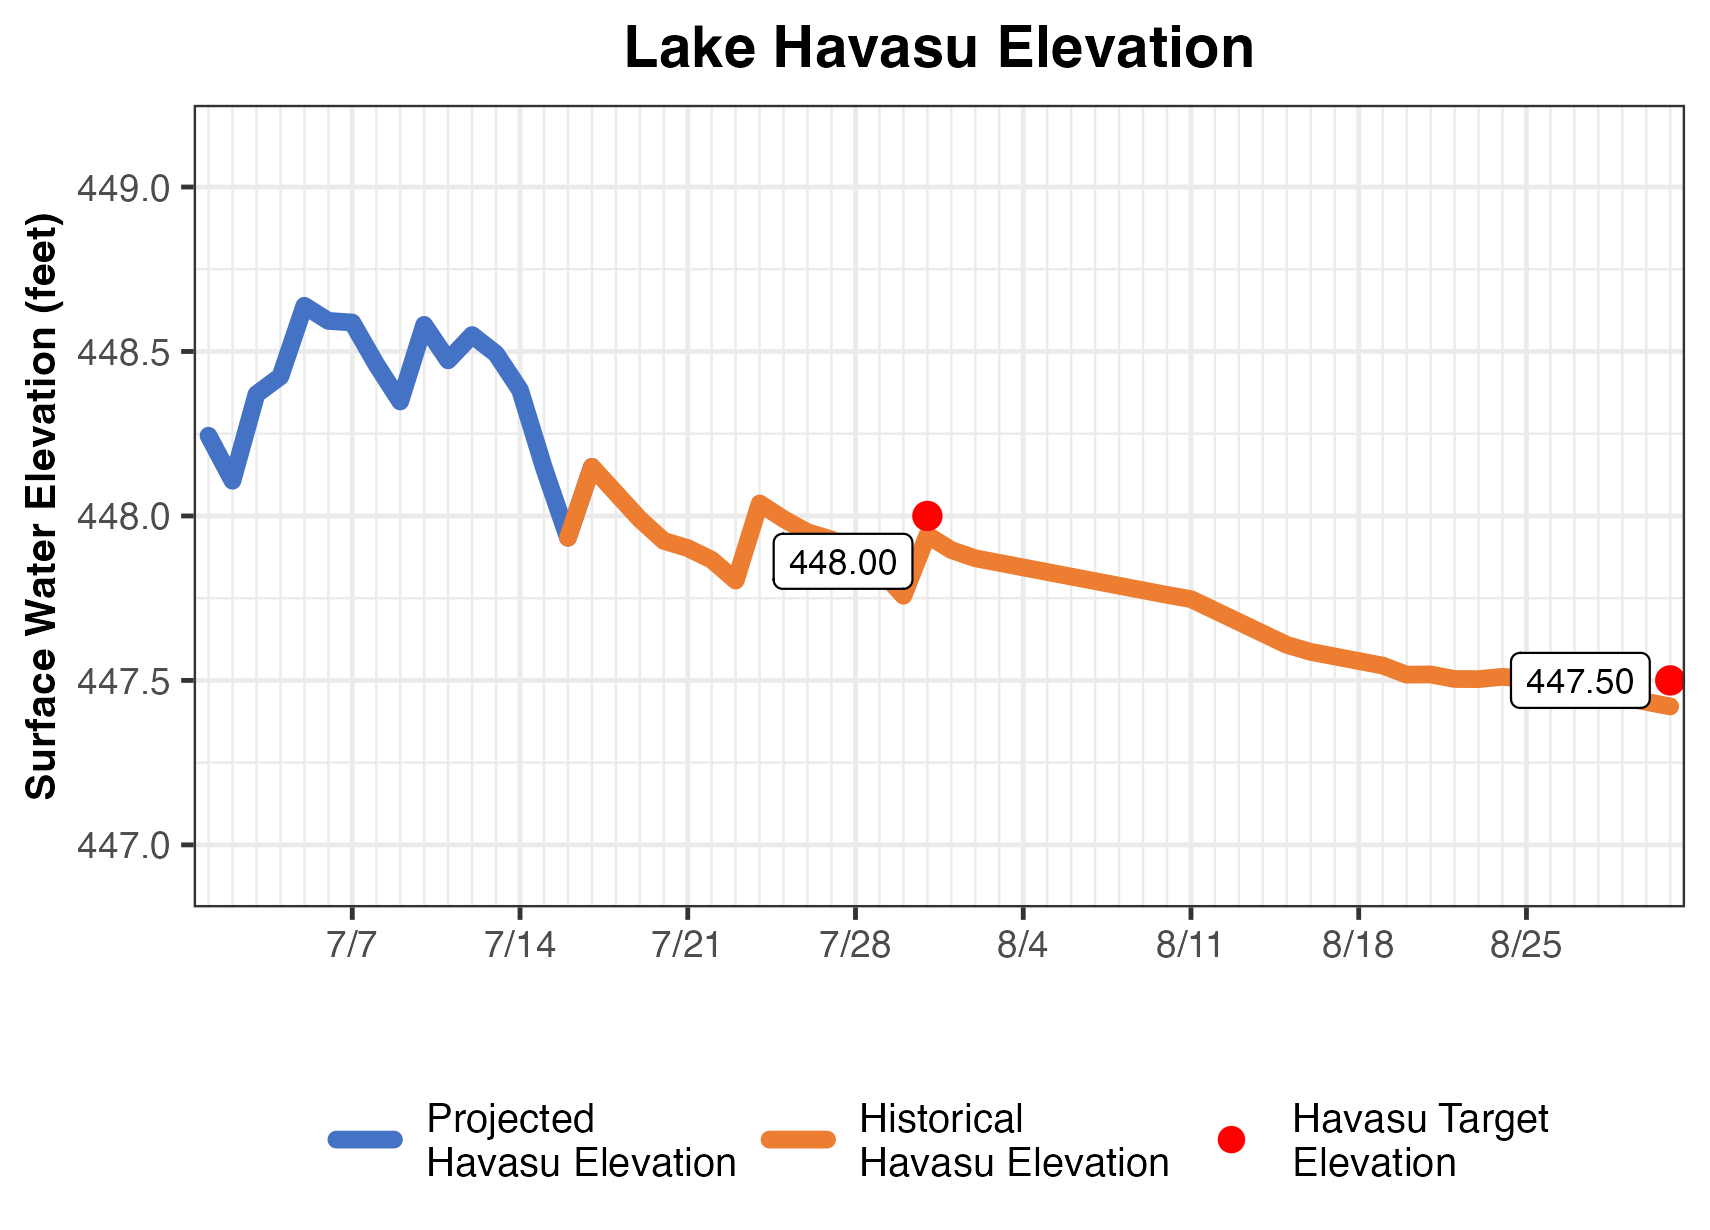 Lake Havasu Elevation
Surface Water Elevation (feet)
449.0
448.5
448.0
447.5
447.0
448.00
447.50
7/7
7/14
7/21
7/28
8/4
8/11
8/18
8/25
Projected
Havasu Elevation
Historical
Havasu Elevation
Havasu Target
Elevation